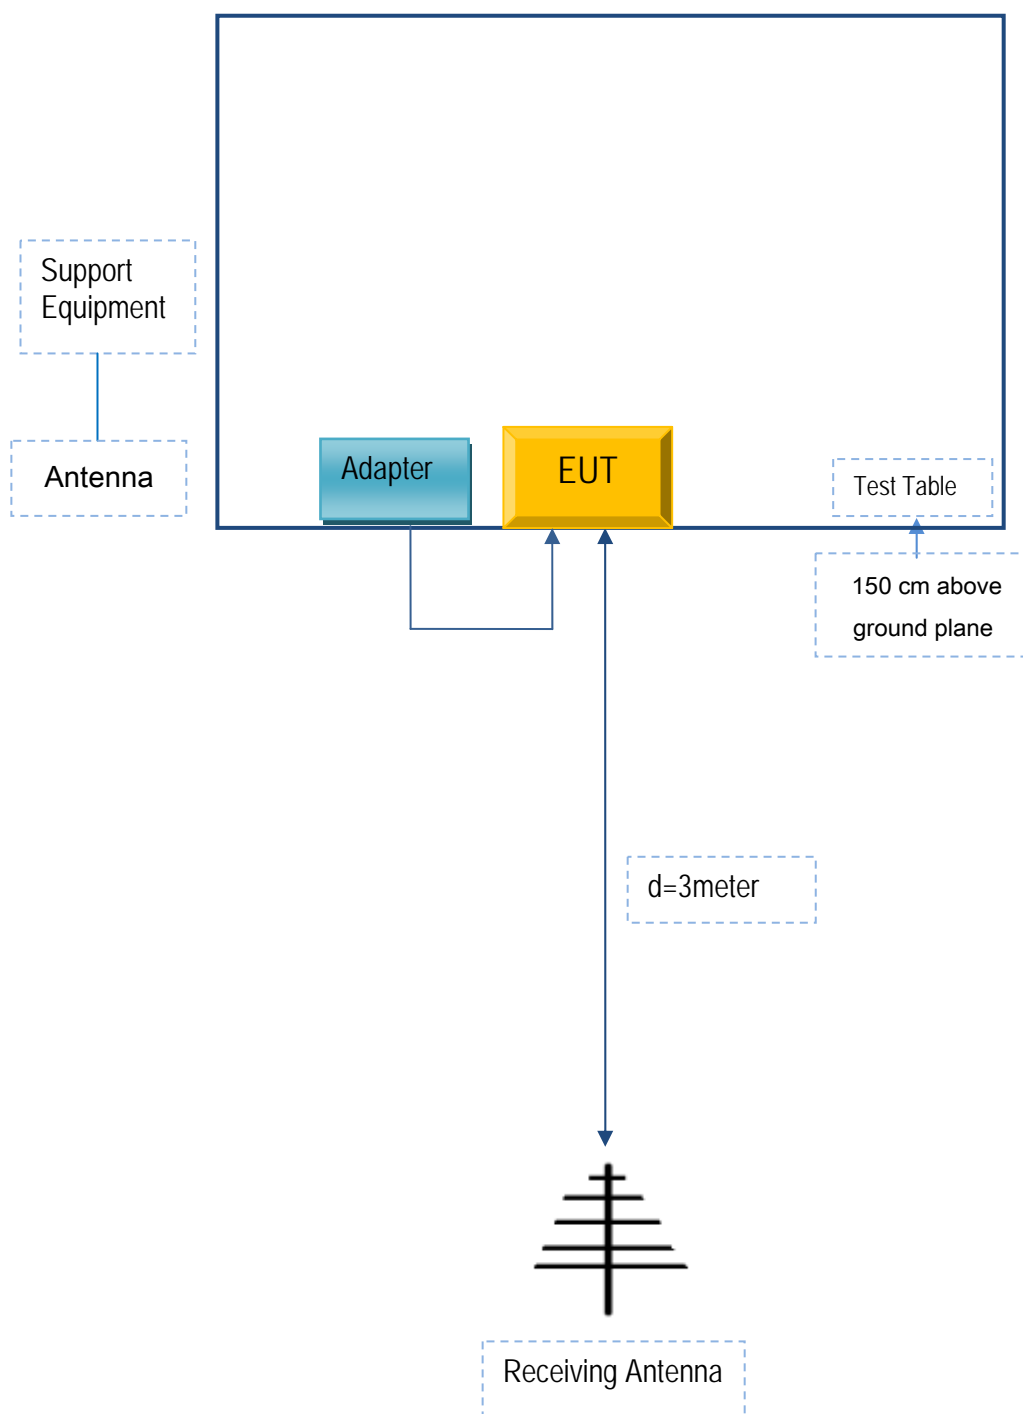 Support
Equipment
Antenna
Adapter
EUT
Test Table
150 cm above
ground plane
d=3meter
Receiving Antenna